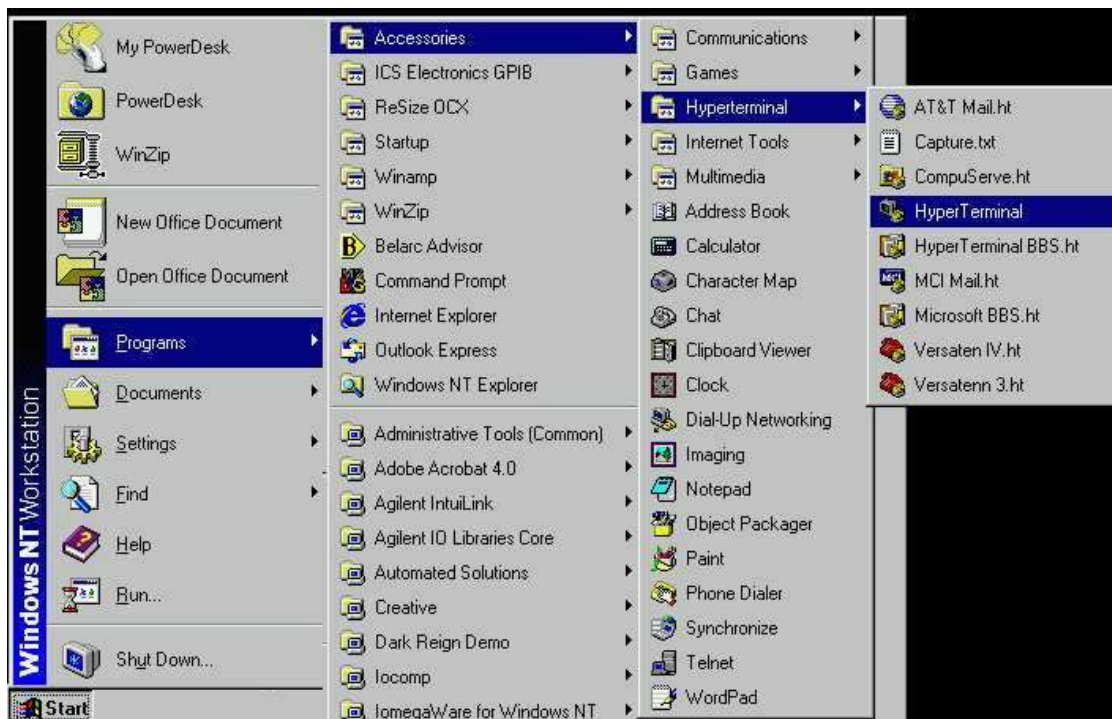 My PowerDesk
PowerDesk
WinZip
New Office Document
Open Office Document
Programs
Documents
Settings
Find
Help
Run...
Shut Down...
Windows NT Workstation
Start
Accessories
ICS Electronics GPIB
ReSize OCX
Startup
Winamp
WinZip
Belarc Advisor
Command Prompt
Internet Explorer
Outlook Express
Windows NT Explorer
Administrative Tools (Common)
Adobe Acrobat 4.0
Agilent IntuiLink
Agilent IO Libraries Core
Automated Solutions
Creative
Dark Reign Demo
Iocomp
IomegaWare for Windows NT
Communications
Games
Hyperterminal
Internet Tools
Multimedia
Address Book
Calculator
Character Map
Chat
Clipboard Viewer
Clock
Dial-Up Networking
Imaging
Notepad
Object Packager
Paint
Phone Dialer
Synchronize
Telnet
WordPad
AT&T Mail.ht
Capture.txt
CompuServe.ht
HyperTerminal
HyperTerminal BBS.ht
MCI Mail.ht
Microsoft BBS.ht
Versaten IV.ht
Versatenn 3.ht